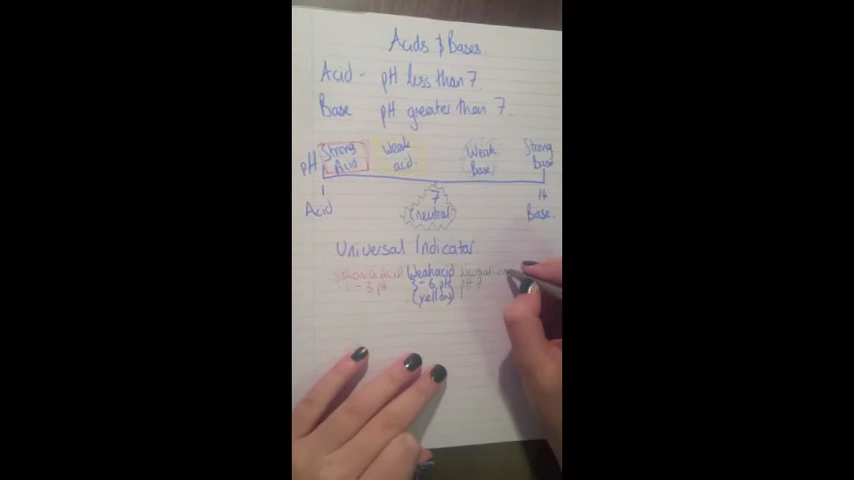 Acids & Bases.
Acid - pH less than 7.
Base pH greater than 7.
pH
Strong
Acid
weak
acid.
Weak
Base.
Strong
Base
1
7
14
Acid
(neutral)
Base.
Universal Indicator.
Strong Acid Weak acid Neutral
1 - 3 pH 3-6 pH pH 7
(yellow)